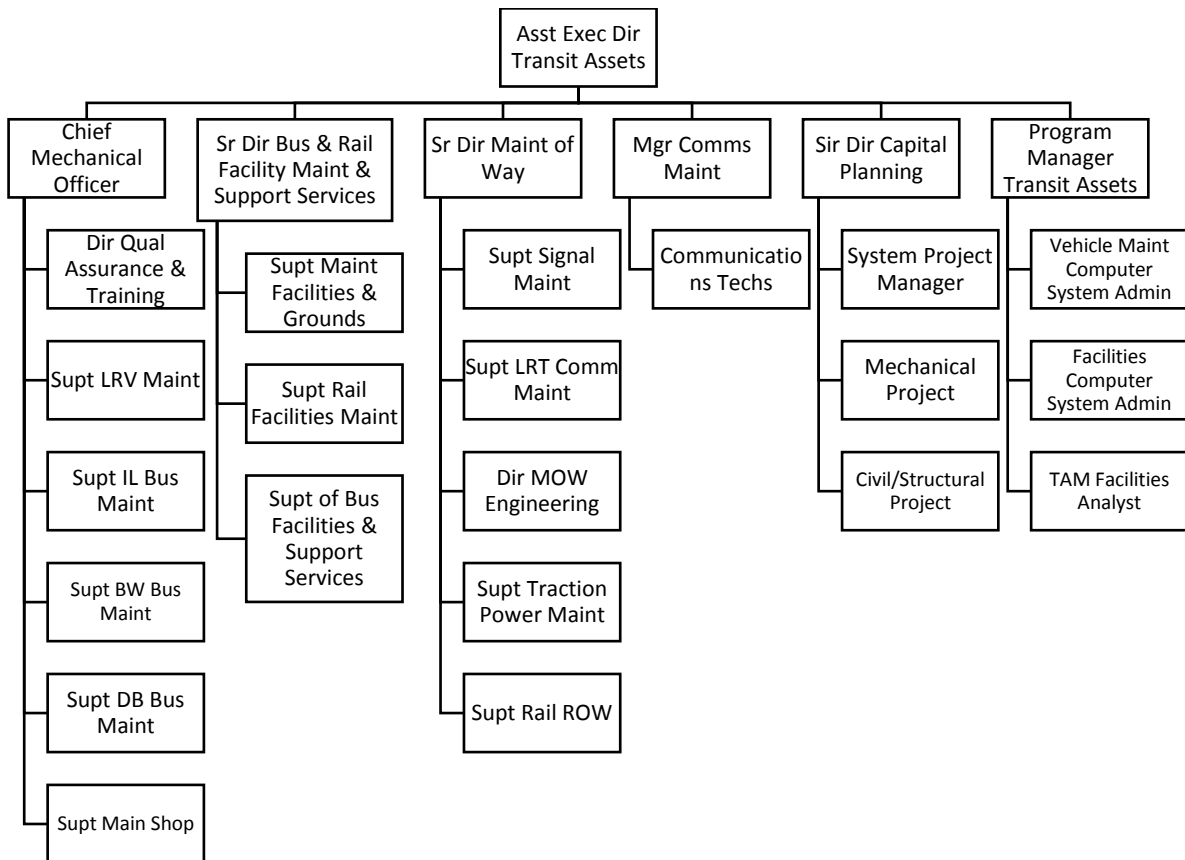 Asst Exec Dir
Transit Assets
Chief
Mechanical
Officer
Dir Qual
Assurance &
Training
Supt LRV Maint
Supt IL Bus
Maint
Supt BW Bus
Maint
Supt DB Bus
Maint
Supt Main Shop
Sr Dir Bus & Rail
Facility Maint &
Support Services
Supt Maint
Facilities &
Grounds
Supt Rail
Facilities Maint
Supt of Bus
Facilities &
Support
Services
Sr Dir Maint of
Way
Supt Signal
Maint
Supt LRT Comm
Maint
Dir MOW
Engineering
Supt Traction
Power Maint
Supt Rail ROW
Mgr Comms
Maint
Communicatio
ns Techs
Sir Dir Capital
Planning
System Project
Manager
Mechanical
Project
Civil/Structural
Project
Program
Manager
Transit Assets
Vehicle Maint
Computer
System Admin
Facilities
Computer
System Admin
TAM Facilities
Analyst